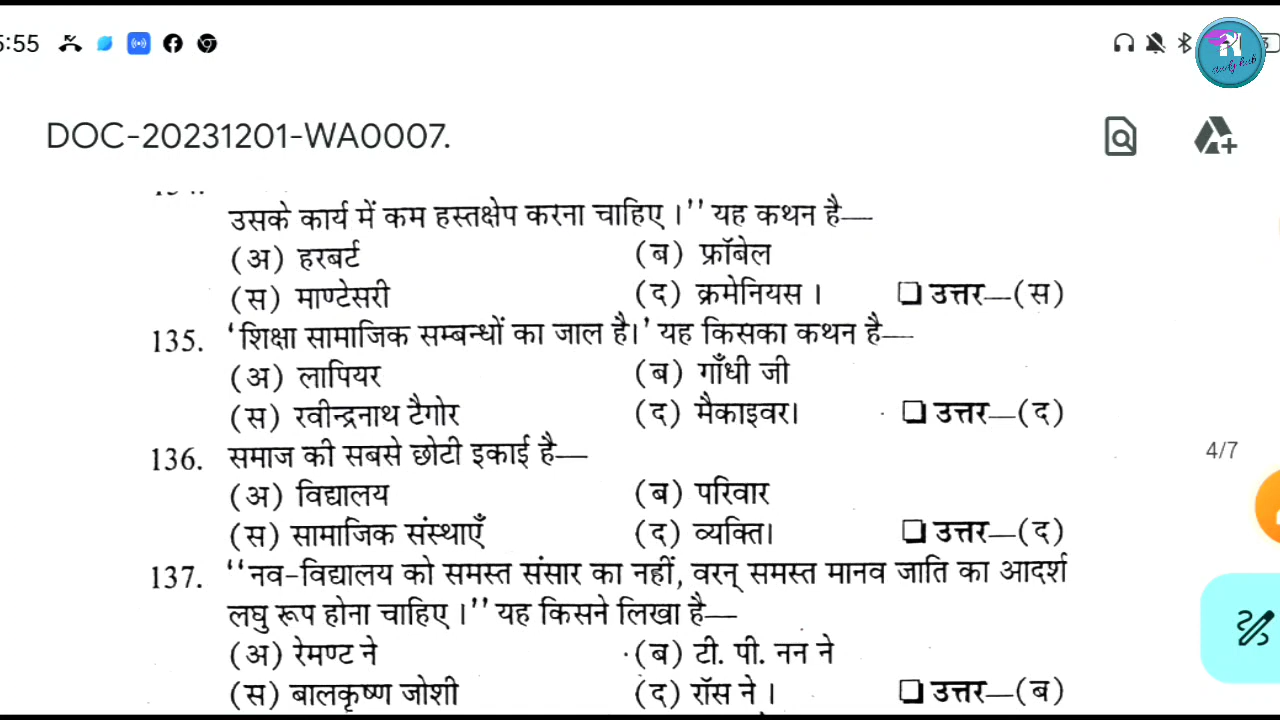 5:55
DOC-20231201-WA0007.
उसके कार्य में कम हस्तक्षेप करना चाहिए।’’ यह कथन है—
(अ) हरबर्ट (ब) फ्रॉबेल
(स) माण्टेसरी (द) क्रमेनियस। ❑ उत्तर—(स)
135. ‘शिक्षा सामाजिक सम्बन्धों का जाल है।’ यह किसका कथन है—
(अ) लापियर (ब) गाँधी जी
(स) रवीन्द्रनाथ टैगोर (द) मैकाइवर। ❑ उत्तर—(द)
4/7
136. समाज की सबसे छोटी इकाई है—
(अ) विद्यालय (ब) परिवार
(स) सामाजिक संस्थाएँ (द) व्यक्ति। ❑ उत्तर—(द)
137. ‘‘नव-विद्यालय को समस्त संसार का नहीं, वरन् समस्त मानव जाति का आदर्श
लघु रूप होना चाहिए।’’ यह किसने लिखा है—
(अ) रेमण्ट ने (ब) टी. पी. नन ने
(स) बालकृष्ण जोशी (द) रॉस ने। ❑ उत्तर—(ब)